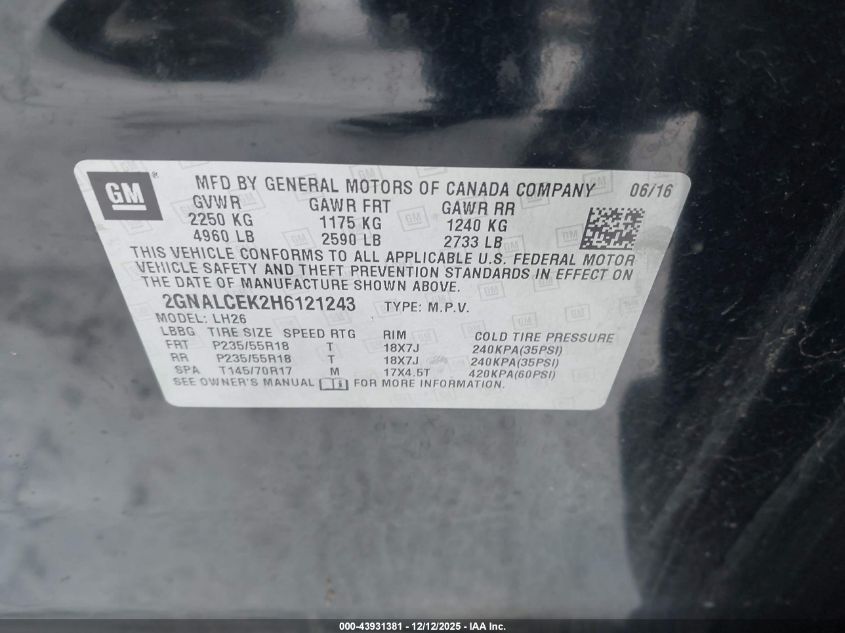 GM
MFD BY GENERAL MOTORS OF CANADA COMPANY 06/16
GVWR GAWR FRT GAWR RR
2250 KG 1175 KG 1240 KG
4960 LB 2590 LB 2733 LB
THIS VEHICLE CONFORMS TO ALL APPLICABLE U.S. FEDERAL MOTOR
VEHICLE SAFETY AND THEFT PREVENTION STANDARDS IN EFFECT ON
THE DATE OF MANUFACTURE SHOWN ABOVE.
2GNALCEK2H6121243 TYPE: M.P.V.
MODEL: LH26
LBBG TIRE SIZE SPEED RTG RIM COLD TIRE PRESSURE
FRT P235/55R18 T 18X7J 240KPA(35PSI)
RR P235/55R18 T 18X7J 240KPA(35PSI)
SPA T145/70R17 M 17X4.5T 420KPA(60PSI)
SEE OWNER'S MANUAL FOR MORE INFORMATION.
000-43931381 - 12/12/2025 - IAA Inc.